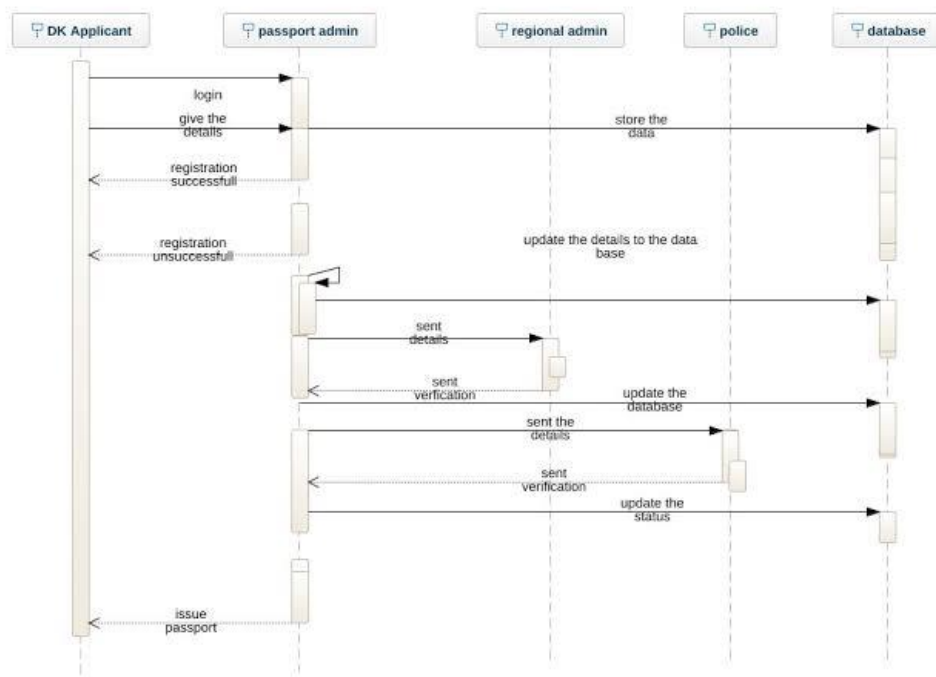 DK Applicant
passport admin
regional admin
police
database
login
give the
details
store the
data
registration
successfull
registration
unsuccessfull
update the details to the data
base
sent
details
sent
verfication
update the
database
sent the
details
sent
verification
update the
status
issue
passport